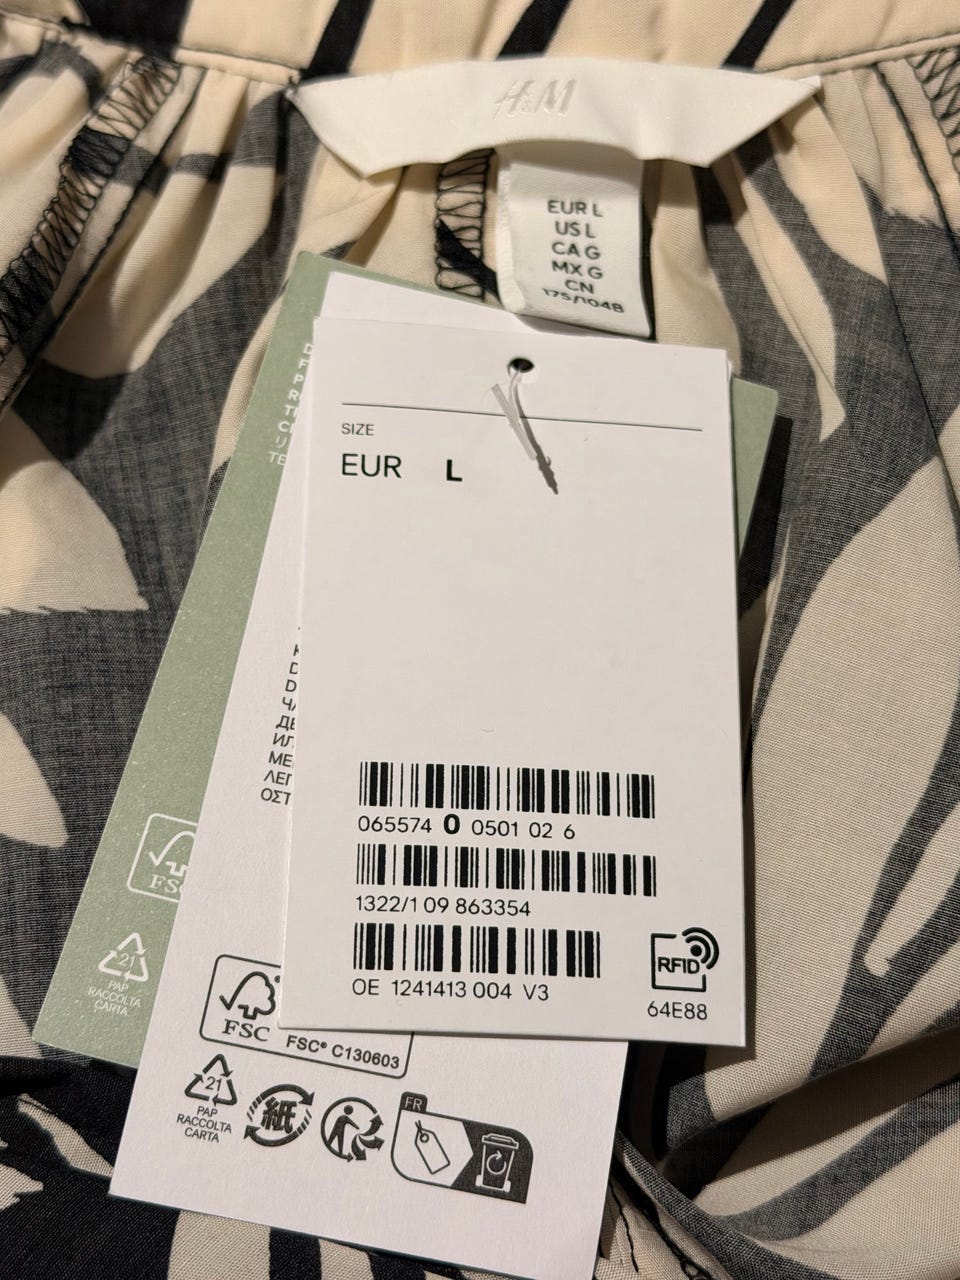 H&M
EUR L
US L
CA G
MX G
CN
175/104B
SIZE
EUR L
065574 0 0501 02 6
1322/1 09 863354
OE 1241413 004 V3
RFID
64E88
FSC
21
PAP
RACCOLTA
CARTA
FSC
FSC® C130603
21
PAP
RACCOLTA
CARTA
紙
FR